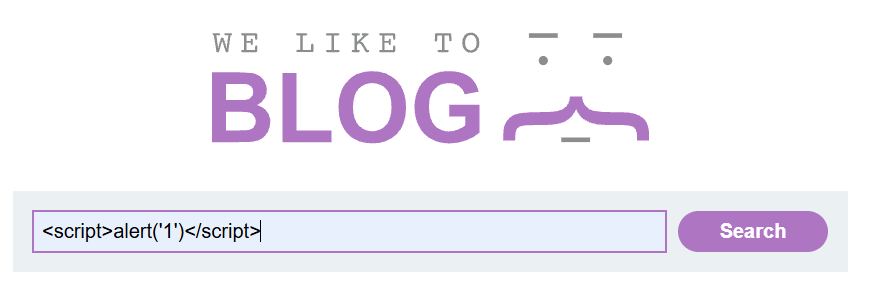 WE LIKE TO
BLOG
<script>alert('1')</script>
Search